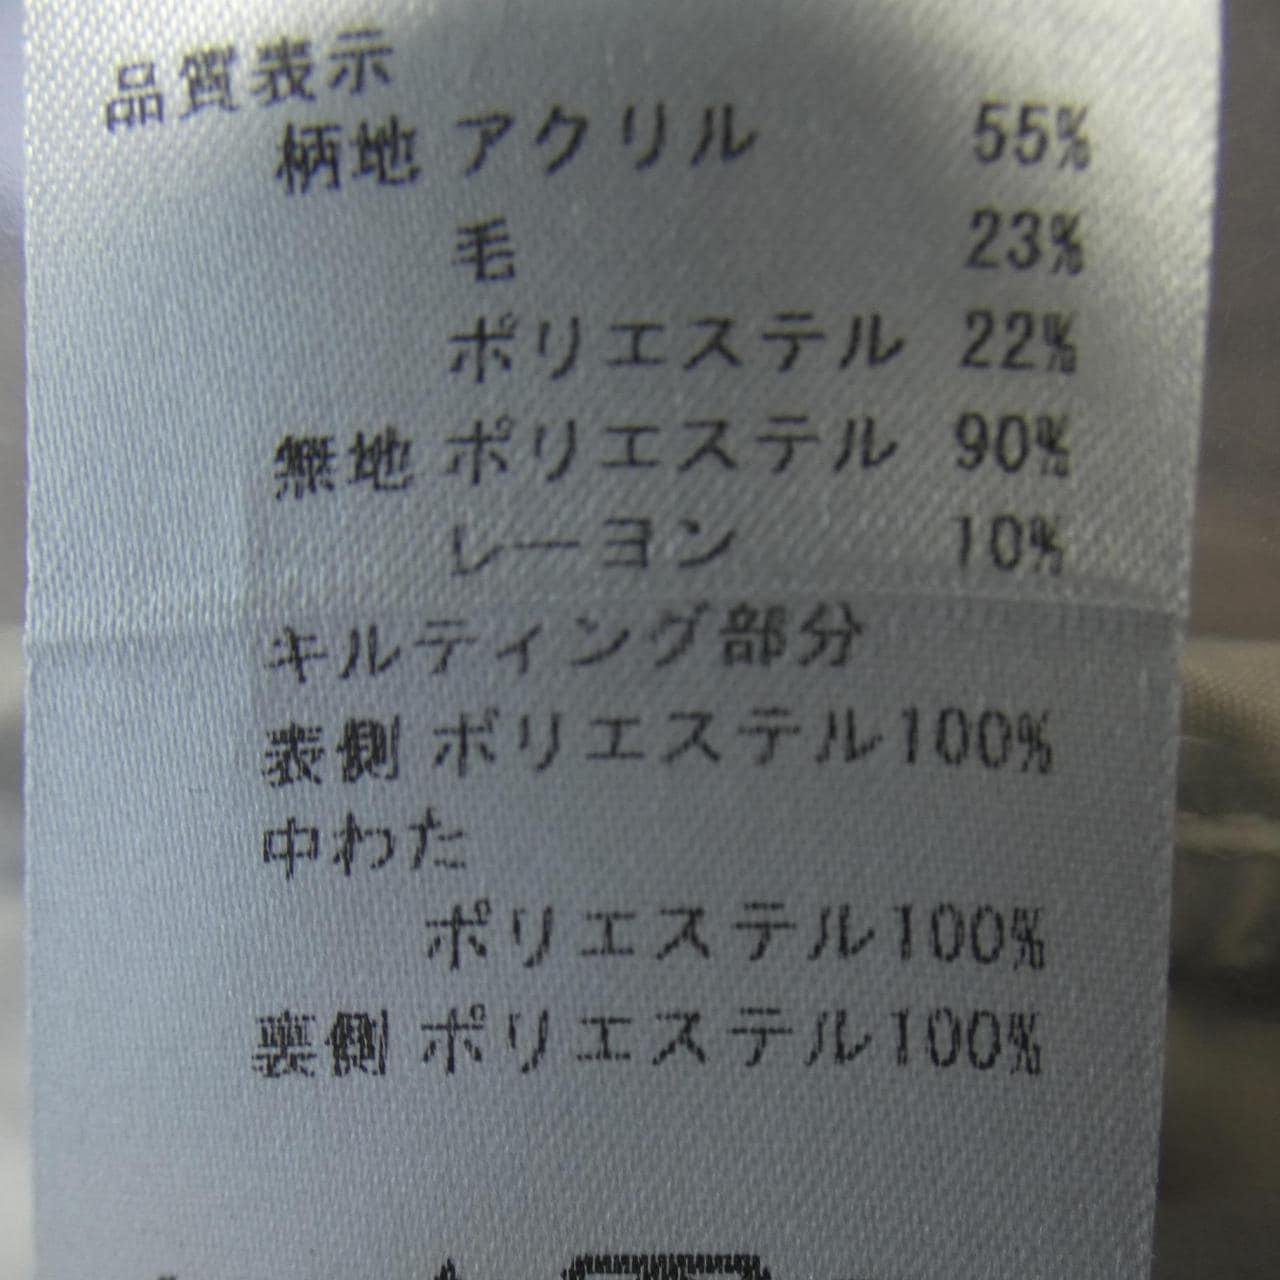 品質表示
柄地 アクリル 55%
毛 23%
ポリエステル 22%
無地 ポリエステル 90%
レーヨン 10%
キルティング部分
表側 ポリエステル100%
中わた
ポリエステル100%
裏側 ポリエステル100%